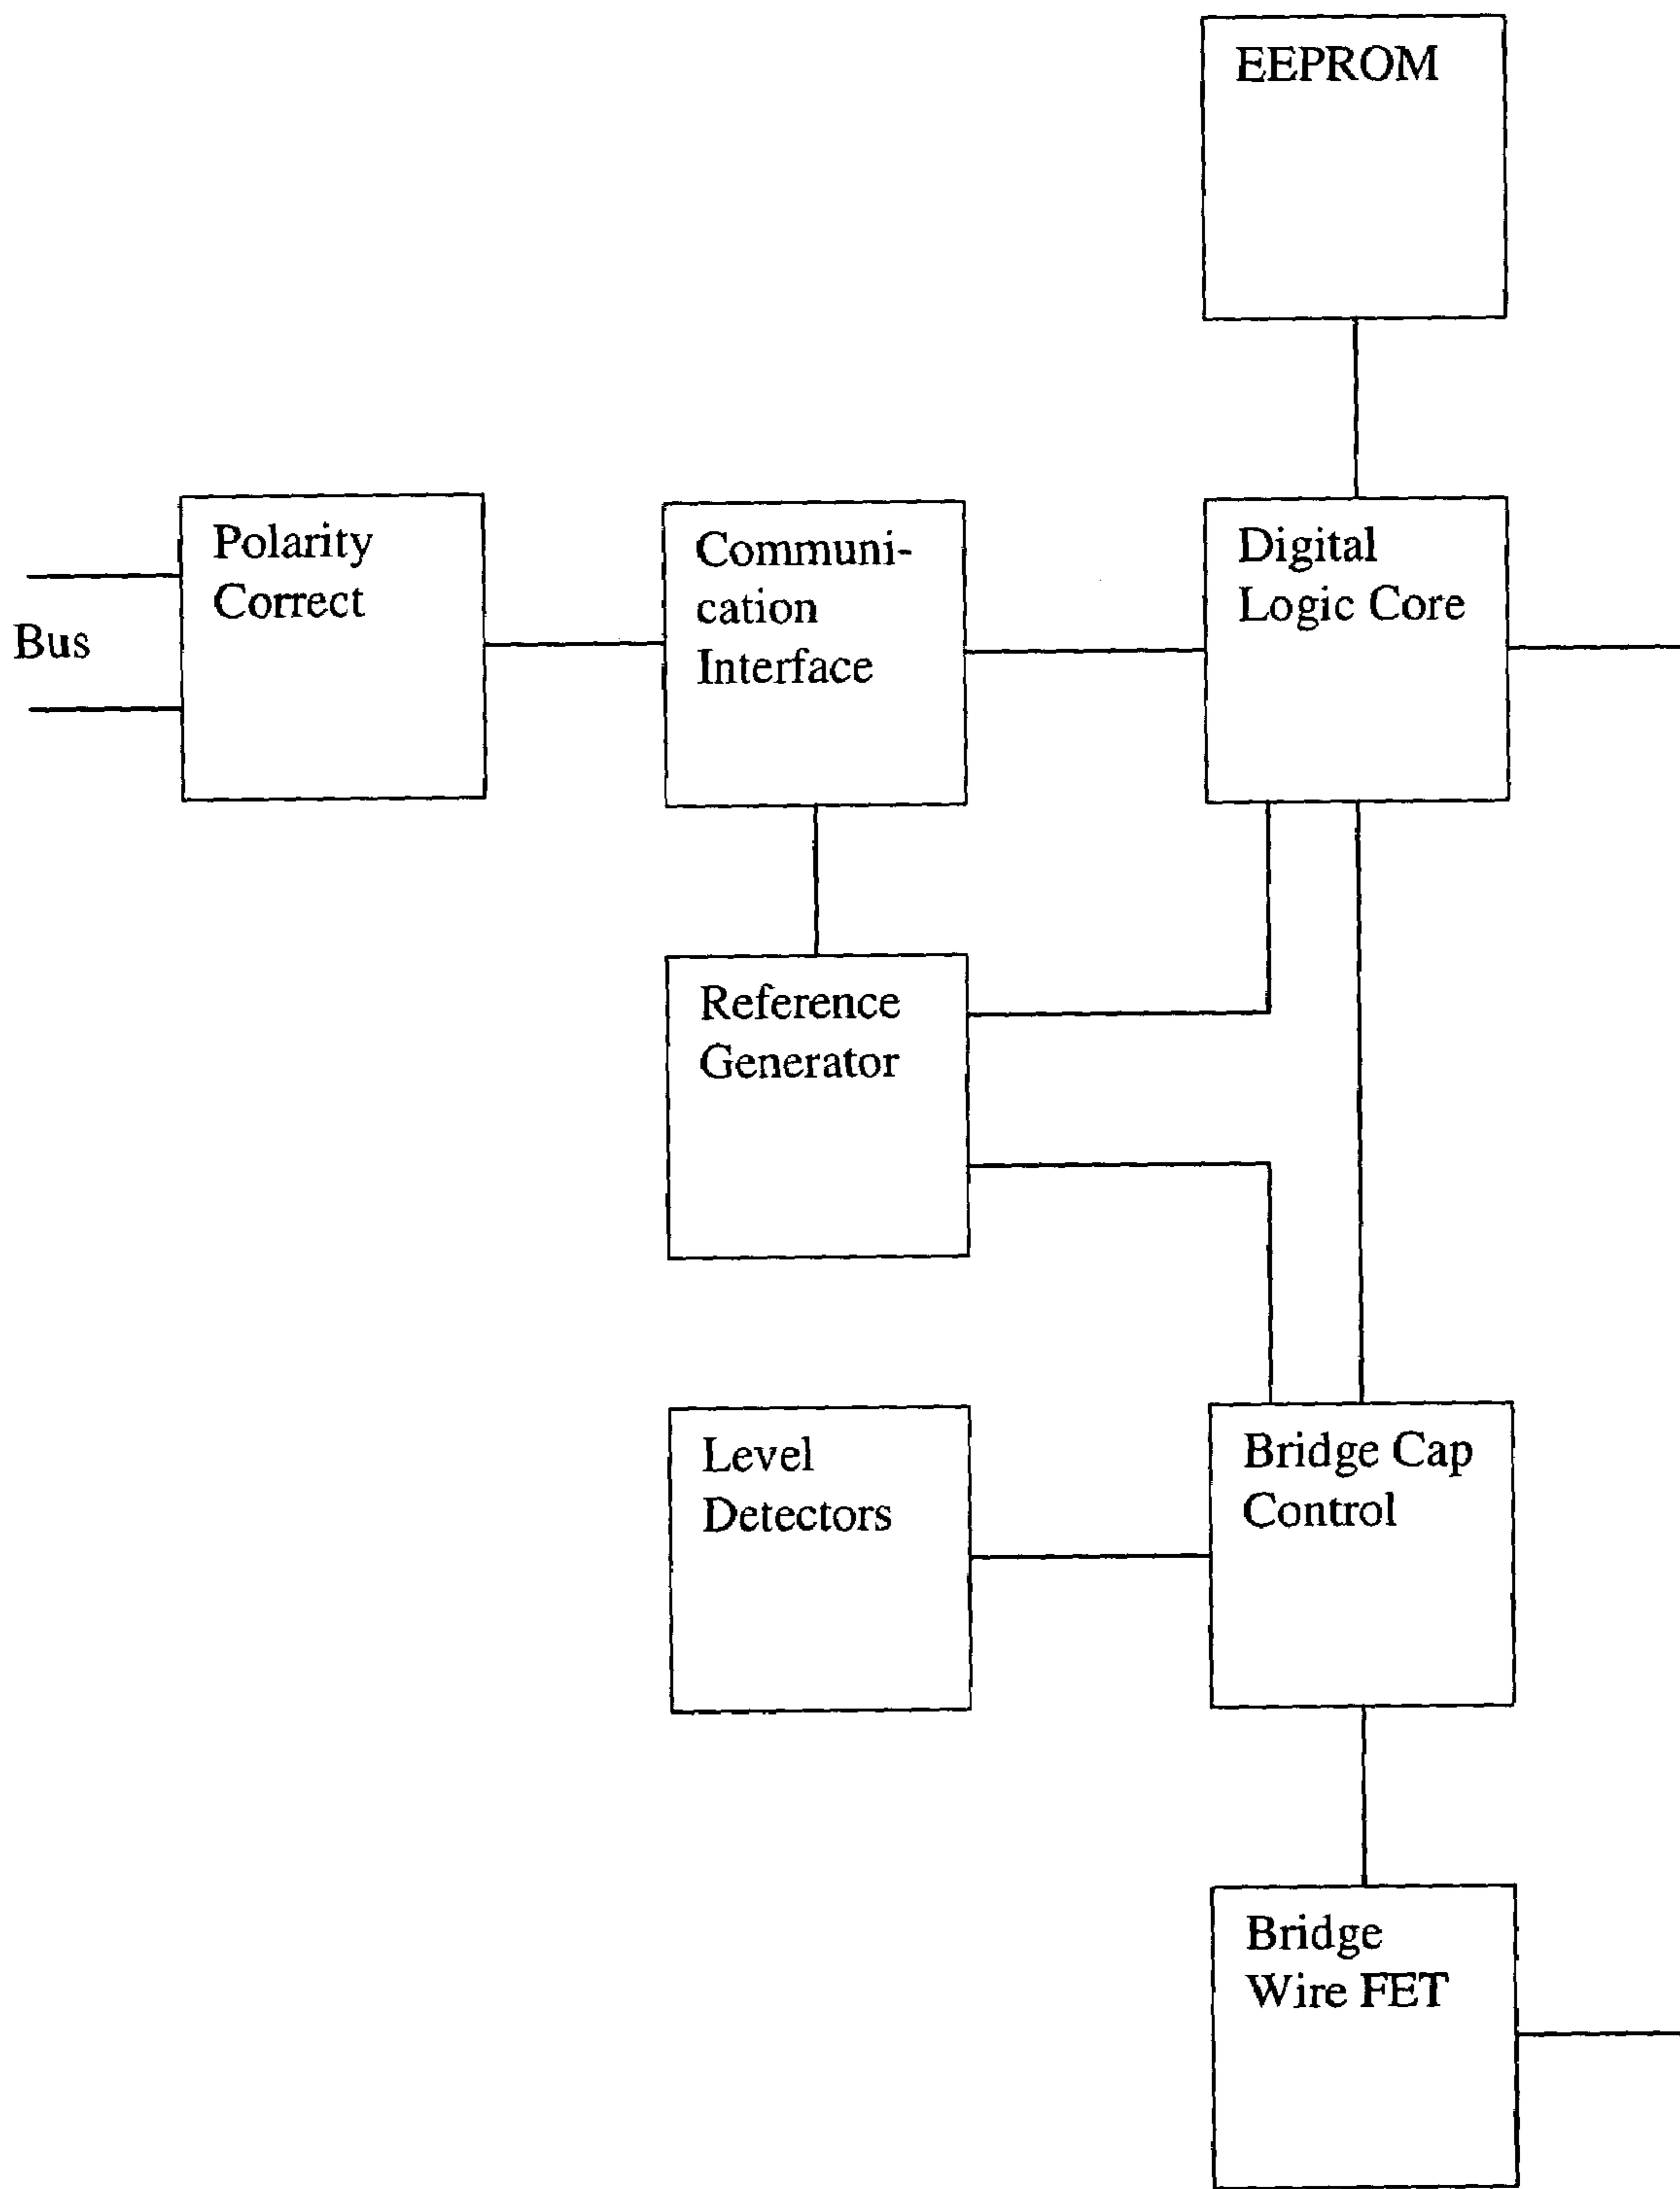 EEPROM
Polarity
Correct
Bus
Communi-
cation
Interface
Digital
Logic Core
Reference
Generator
Level
Detectors
Bridge Cap
Control
Bridge
Wire FET